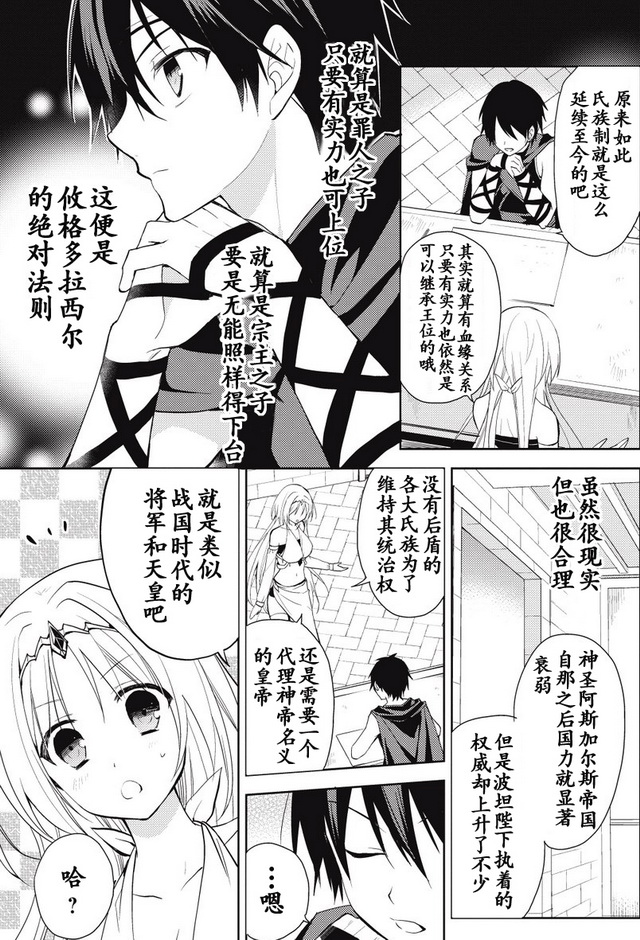 原来如此
氏族制就是这么
延续至今的吧
其实就算有血缘关系
只要有实力也依然是
可以继承王位的哦
就算是罪人之子
只要有实力也可上位
就算是宗主之子
要是无能照样得下台
这便是
攸格多拉西尔
的绝对法则
虽然很现实
但也很合理
神圣阿斯加尔斯帝国
自那之后国力就显著
衰弱
但是波坦陛下执着的
权威却上升了不少
没有后盾的
各大氏族为了
维持其统治权
还是需要一个
代理神帝名义
的皇帝
…嗯
就是类似
战国时代的
将军和天皇吧
哈?